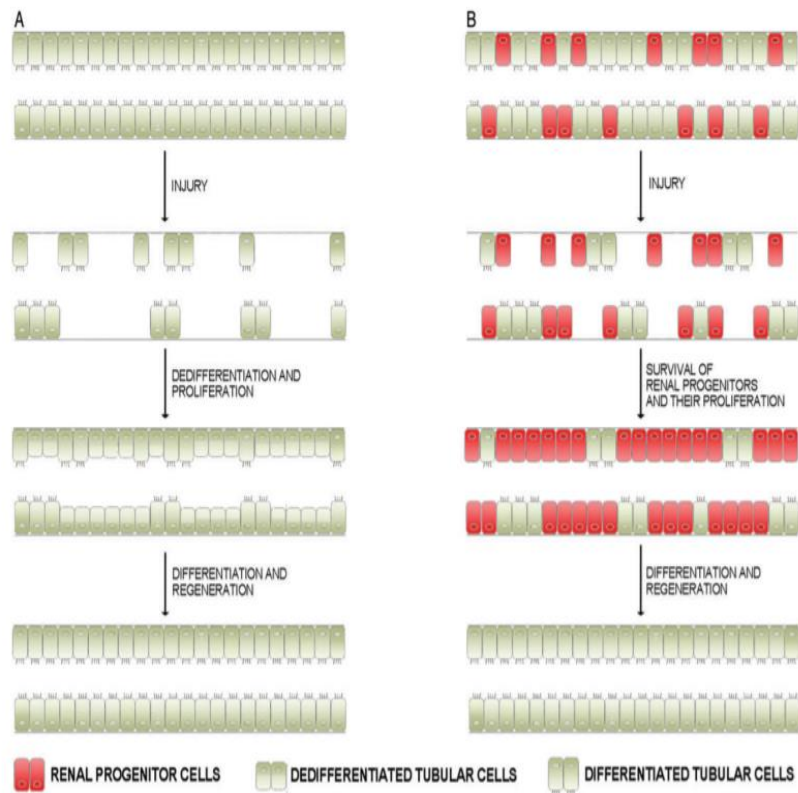 A
B
INJURY
INJURY
DEDIFFERENTIATION AND
PROLIFERATION
SURVIVAL OF
RENAL PROGENITORS
AND THEIR PROLIFERATION
DIFFERENTIATION AND
REGENERATION
DIFFERENTIATION AND
REGENERATION
RENAL PROGENITOR CELLS
DEDIFFERENTIATED TUBULAR CELLS
DIFFERENTIATED TUBULAR CELLS